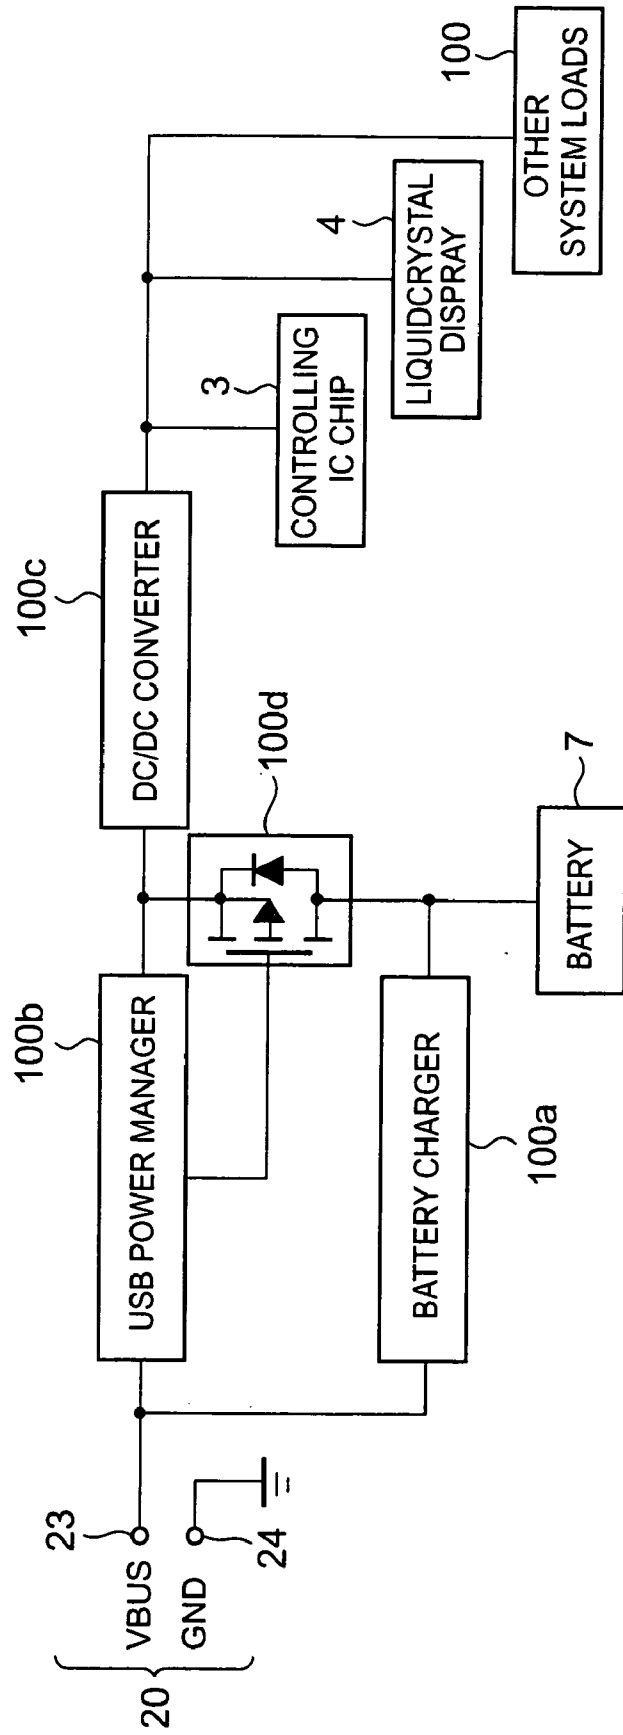 20
VBUS
23
GND
24
USB POWER MANAGER
100b
BATTERY CHARGER
100a
100d
BATTERY
7
DC/DC CONVERTER
100c
CONTROLLING
IC CHIP
3
LIQUIDCRYSTAL
DISPRAY
4
OTHER
SYSTEM LOADS
100